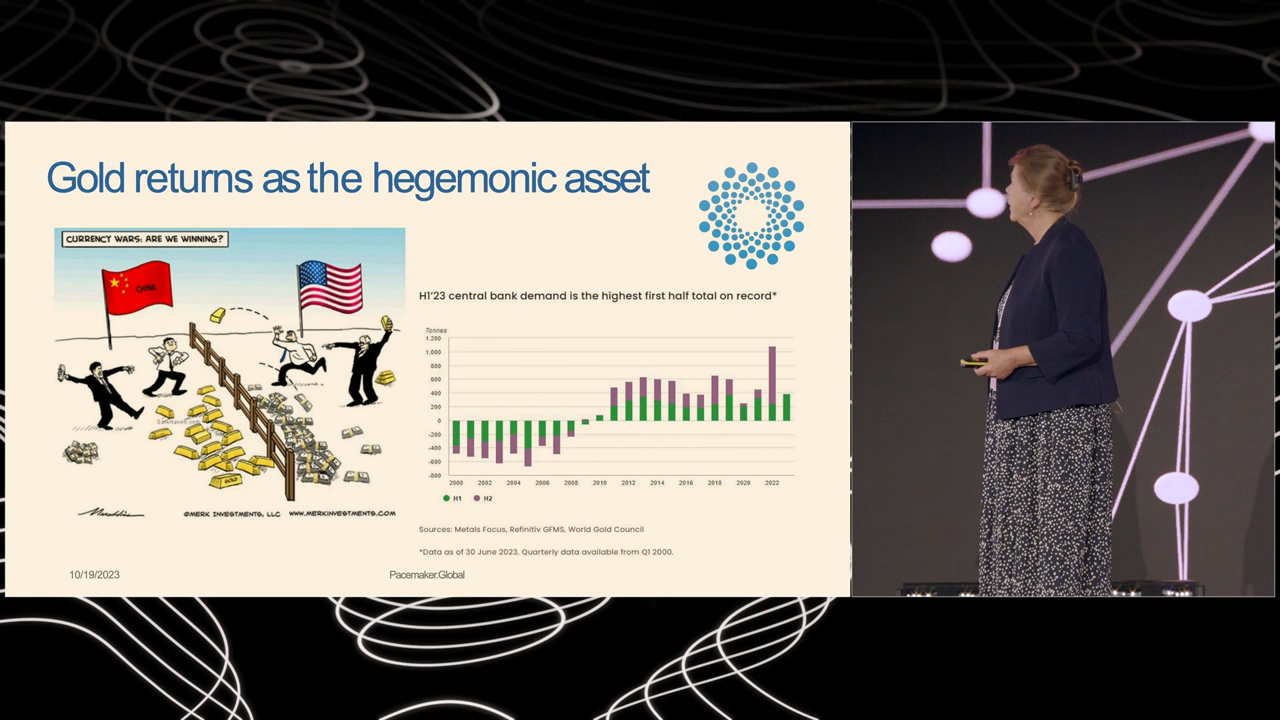 Gold returns as the hegemonic asset
CURRENCY WARS: ARE WE WINNING?
CHINA
GOLD
©MERK INVESTMENTS, LLC WWW.MERKINVESTMENTS.COM
H1'23 central bank demand is the highest first half total on record*
Tonnes
1,200
1,000
800
600
400
200
0
-200
-400
-600
-800
2000 2002 2004 2006 2008 2010 2012 2014 2016 2018 2020 2022
H1 H2
Sources: Metals Focus, Refinitiv GFMS, World Gold Council
*Data as of 30 June 2023. Quarterly data available from Q1 2000.
10/19/2023
Pacemaker.Global